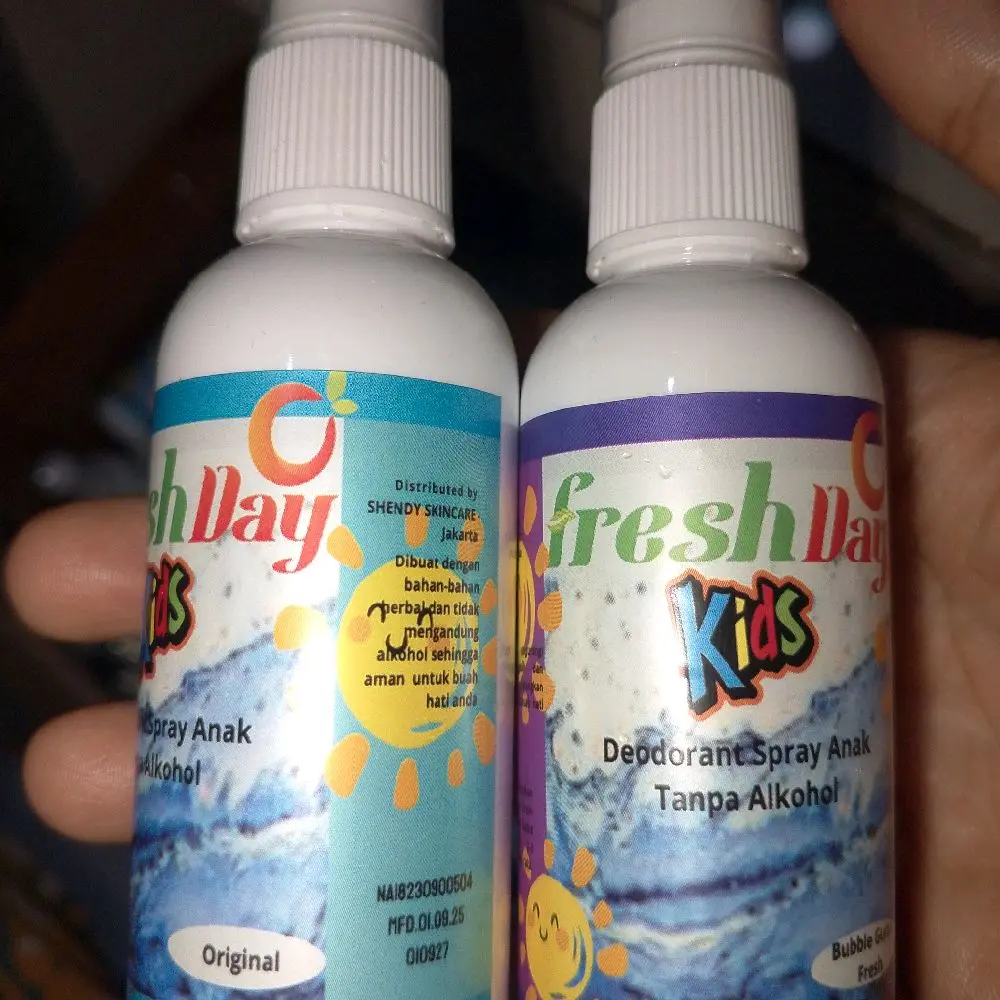 sh Day
ids
Spray Anak
Alkohol
Original
Distributed by
SHENDY SKINCARE
Jakarta
Dibuat dengan
bahan-bahan
herbal dan tidak
mengandung
alkohol sehingga
aman untuk buah
hati anda
NA18230900504
MFD.01.09.25
010927
fresh Day
Kids
Deodorant Spray Anak
Tanpa Alkohol
Bubble Gum
Fresh